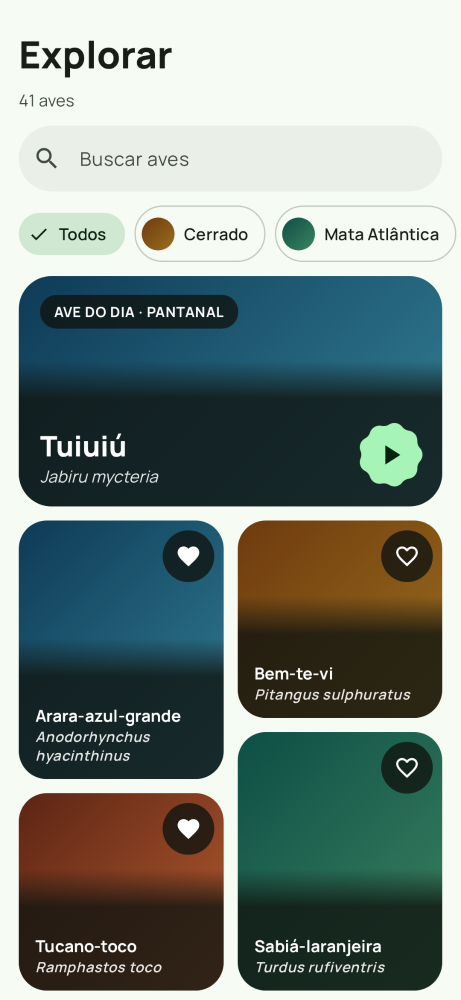 Explorar
41 aves
Buscar aves
Todos
Cerrado
Mata Atlântica
AVE DO DIA · PANTANAL
Tuiuiú
Jabiru mycteria
Arara-azul-grande
Anodorhynchus
hyacinthinus
Bem-te-vi
Pitangus sulphuratus
Tucano-toco
Ramphastos toco
Sabiá-laranjeira
Turdus rufiventris